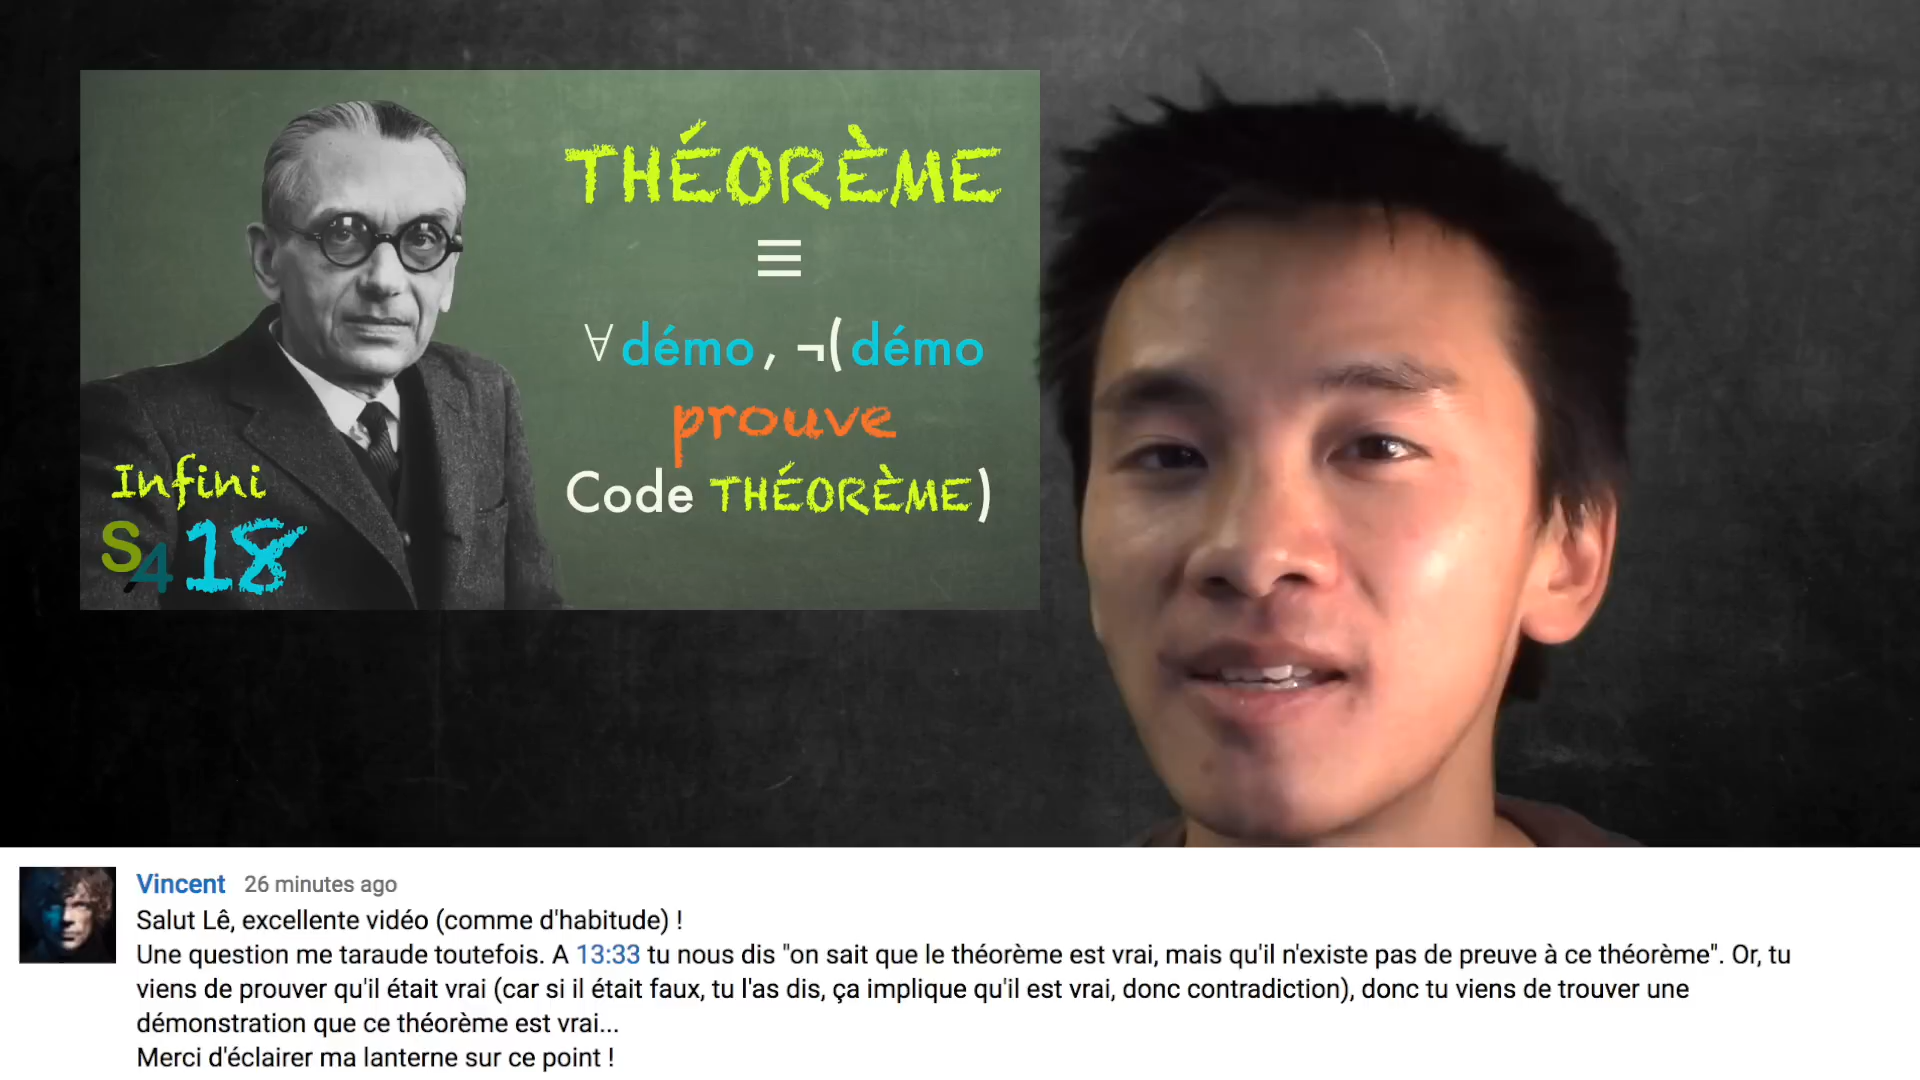 THÉORÈME
≡
∀ démo, ¬(démo
prouve
Code THÉORÈME)
Infini
S4 18
Vincent 26 minutes ago
Salut Lê, excellente vidéo (comme d'habitude) !
Une question me taraude toutefois. A 13:33 tu nous dis "on sait que le théorème est vrai, mais qu'il n'existe pas de preuve à ce théorème". Or, tu
viens de prouver qu'il était vrai (car si il était faux, tu l'as dis, ça implique qu'il est vrai, donc contradiction), donc tu viens de trouver une
démonstration que ce théorème est vrai...
Merci d'éclairer ma lanterne sur ce point !